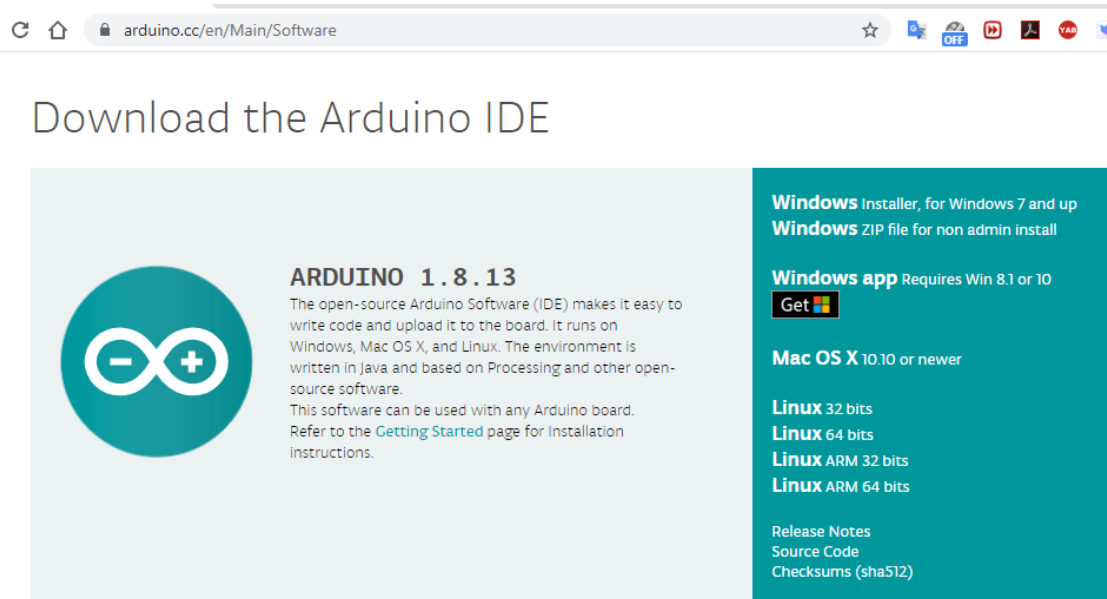 arduino.cc/en/Main/Software
OFF
YAB
Download the Arduino IDE
ARDUINO 1.8.13
The open-source Arduino Software (IDE) makes it easy to
write code and upload it to the board. It runs on
Windows, Mac OS X, and Linux. The environment is
written in Java and based on Processing and other open-
source software.
This software can be used with any Arduino board.
Refer to the Getting Started page for Installation
instructions.
Windows Installer, for Windows 7 and up
Windows ZIP file for non admin install
Windows app Requires Win 8.1 or 10
Get
Mac OS X 10.10 or newer
Linux 32 bits
Linux 64 bits
Linux ARM 32 bits
Linux ARM 64 bits
Release Notes
Source Code
Checksums (sha512)